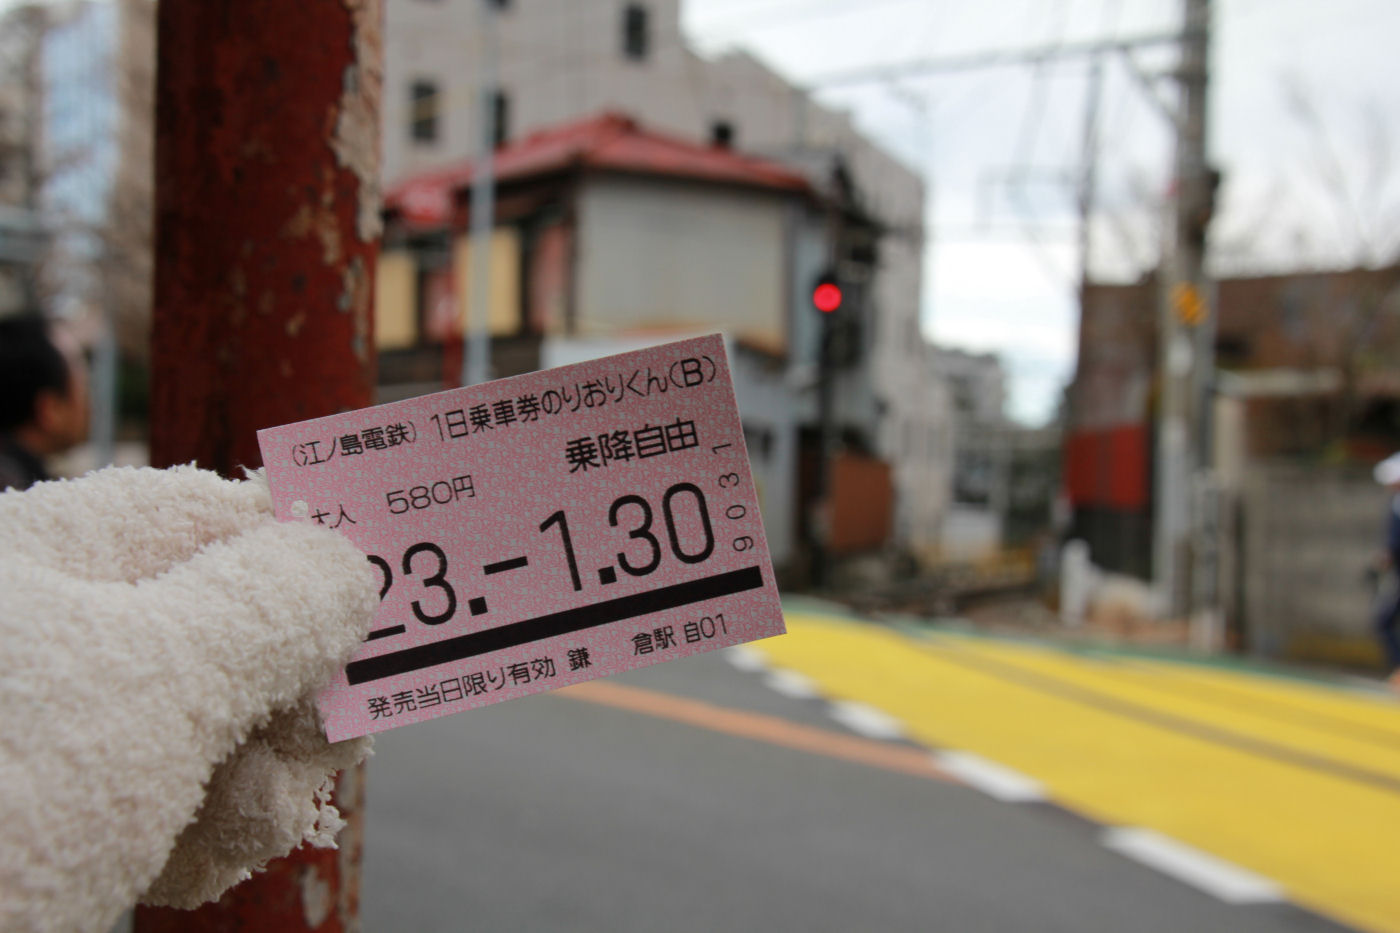 (江ノ島電鉄) 1日乗車券のりおりくん(B)
乗降自由
大人 580円
23.-1.30
9031
発売当日限り有効 鎌 倉駅 自01